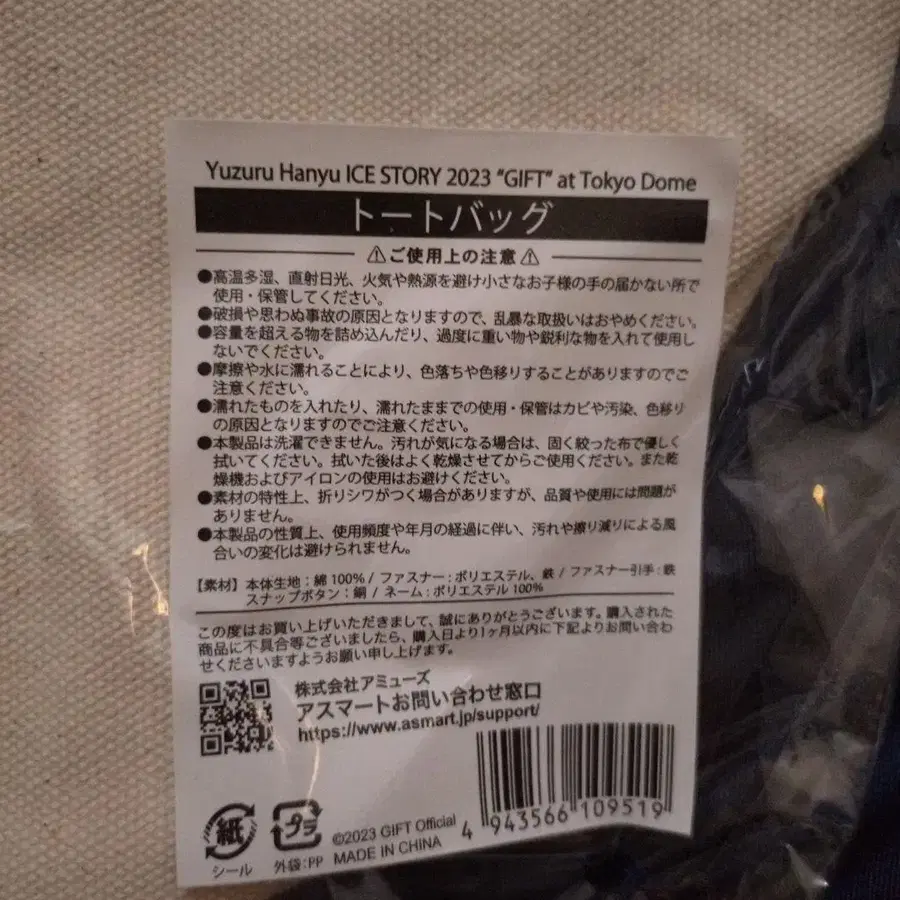 Yuzuru Hanyu ICE STORY 2023 "GIFT" at Tokyo Dome
トートバッグ
⚠ご使用上の注意⚠
●高温多湿、直射日光、火気や熱源を避け小さなお子様の手の届かない所で
使用・保管してください。
●破損や思わぬ事故の原因となりますので、乱暴な取扱いはおやめください。
●容量を超える物を詰め込んだり、過度に重い物や鋭利な物を入れて使用し
ないでください。
●摩擦や水に濡れることにより、色落ちや色移りすることがありますのでご
注意ください。
●濡れたものを入れたり、濡れたままでの使用・保管はカビや汚染、色移り
の原因となりますのでご注意ください。
●本製品は洗濯できません。汚れが気になる場合は、固く絞った布で優しく
拭いてください。拭いた後はよく乾燥させてからご使用ください。また乾
燥機およびアイロンの使用はお避けください。
●素材の特性上、折りシワがつく場合がありますが、品質や使用には問題が
ありません。
●本製品の性質上、使用頻度や年月の経過に伴い、汚れや擦り減りによる風
合いの変化は避けられません。
【素材】本体生地：綿100% / ファスナー：ポリエステル、鉄 / ファスナー引手：鉄
スナップボタン：銅 / ネーム：ポリエステル100%
この度はお買い上げいただきまして、誠にありがとうございます。購入された
商品に不具合等ございましたら、購入日より1ヶ月以内に下記よりお問い合わ
せくださいますようお願い申し上げます。
株式会社アミューズ
アスマートお問い合わせ窓口
https://www.asmart.jp/support/
紙
シール
プラ
外袋：PP
©2023 GIFT Official
MADE IN CHINA
4 943566 109519